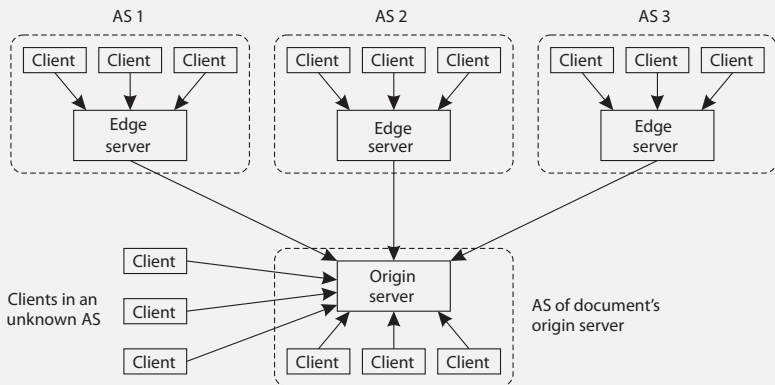 AS 1
AS 2
AS 3
Client
Client
Client
Client
Client
Client
Client
Client
Client
Edge
server
Edge
server
Edge
server
Client
Client
Client
Clients in an
unknown AS
Origin
server
AS of document's
origin server
Client
Client
Client